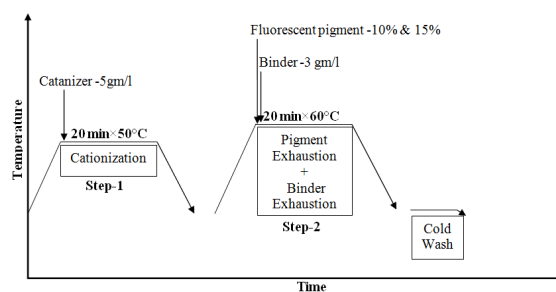 Fluorescent pigment -10% & 15%
Binder -3 gm/l
Catanizer -5gm/l
20 min×50°C
20 min×60°C
Cationization
Step-1
Pigment
Exhaustion
+
Binder
Exhaustion
Step-2
Cold
Wash
Temperature
Time